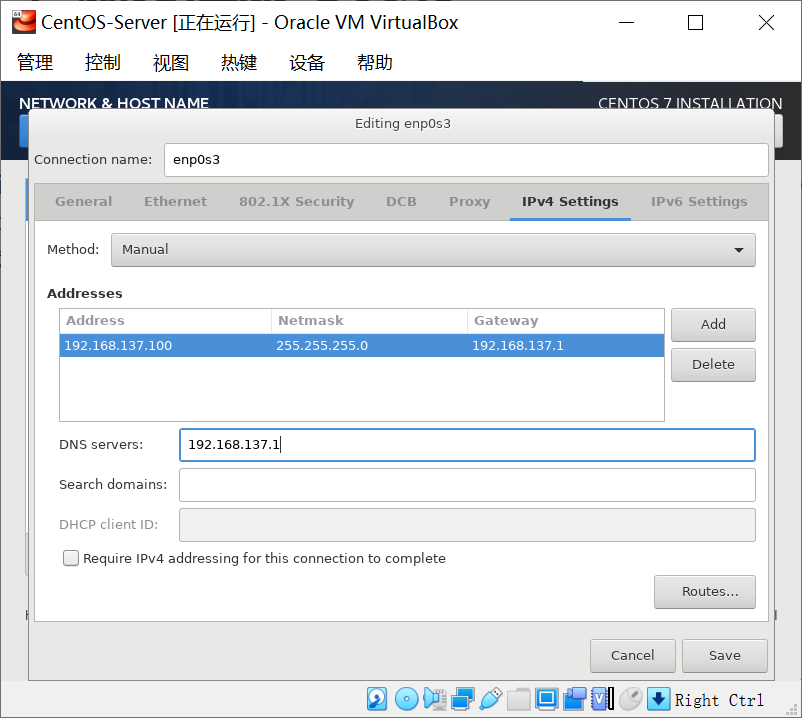 CentOS-Server [正在运行] - Oracle VM VirtualBox
管理 控制 视图 热键 设备 帮助
NETWORK & HOST NAME CENTOS 7 INSTALLATION
Editing enp0s3
Connection name: enp0s3
General Ethernet 802.1X Security DCB Proxy IPv4 Settings IPv6 Settings
Method: Manual
Addresses
Address Netmask Gateway
192.168.137.100 255.255.255.0 192.168.137.1
Add
Delete
DNS servers: 192.168.137.1
Search domains:
DHCP client ID:
Require IPv4 addressing for this connection to complete
Routes...
Cancel Save
Right Ctrl